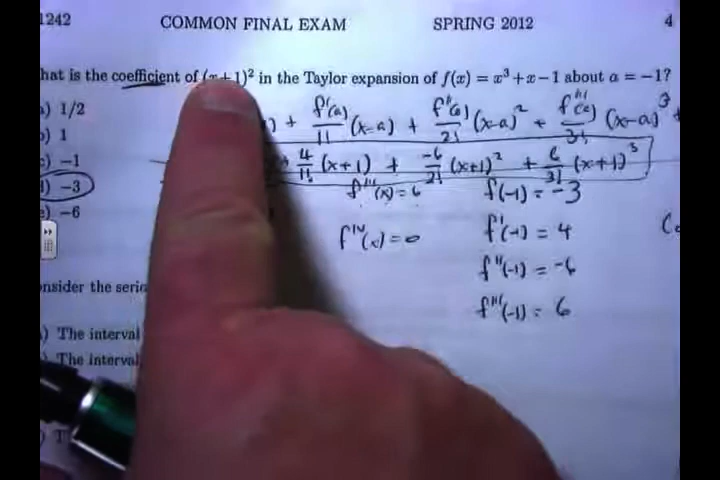 1242 COMMON FINAL EXAM SPRING 2012 4
hat is the coefficient of (x+1)² in the Taylor expansion of f(x) = x³ + x − 1 about a = −1?
) 1/2
) 1
) −1
) −3
) −6
) + f'(a)/1! (x-a) + f''(a)/2! (x-a)² + f'''(a)/3! (x-a)³ +
+ 4/1! (x+1) + -6/2! (x+1)² + 6/3! (x+1)³
f'''(x) = 6
f(-1) = -3
f^IV(x) = 0
f'(-1) = 4
f''(-1) = -6
f'''(-1) = 6
nsider the serie
) The interval
The interval
) T